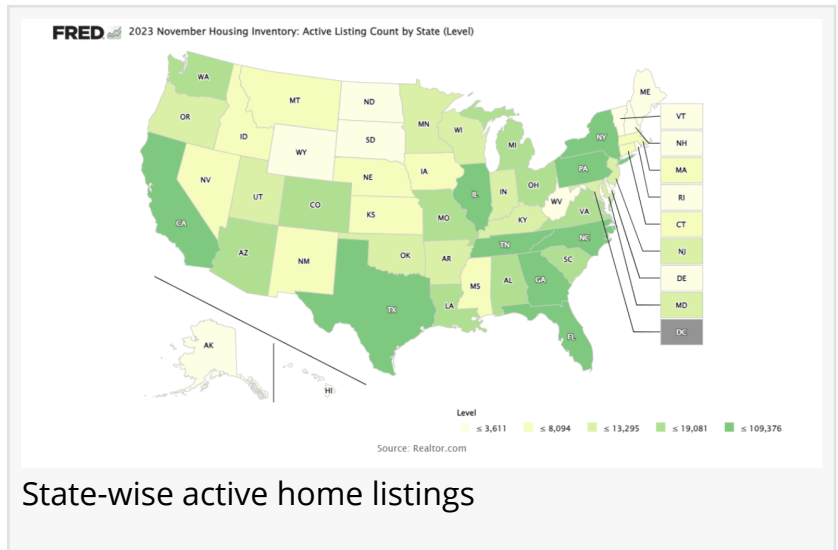 FRED 2023 November Housing Inventory: Active Listing Count by State (Level)
WA
MT
ND
MN
ME
VT
OR
ID
SD
WI
MI
NY
NH
WY
MA
NV
UT
NE
IA
IL
IN
OH
PA
RI
CA
CO
KS
MO
KY
WV
VA
CT
AZ
NM
OK
AR
TN
NC
NJ
SC
MS
AL
GA
DE
TX
LA
MD
FL
DC
AK
HI
Level
≤ 3,611 ≤ 8,094 ≤ 13,295 ≤ 19,081 ≤ 109,376
Source: Realtor.com
State-wise active home listings